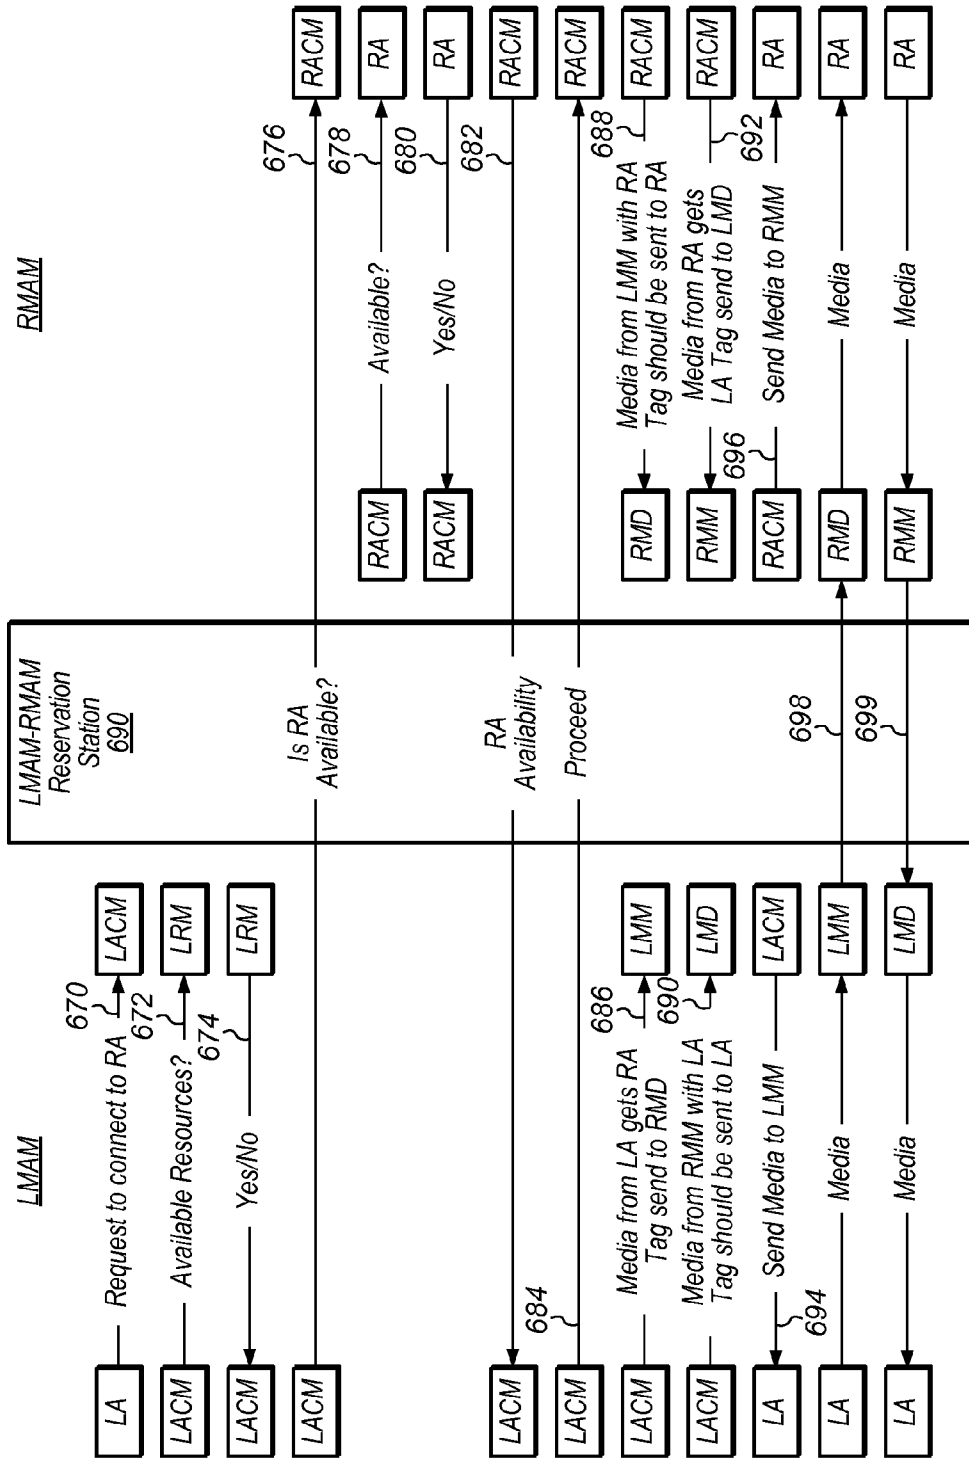 LMAM
RMAM
LMAM-RMAM
Reservation
Station
690
LA
Request to connect to RA
670
LACM
LACM
Available Resources?
672
LRM
LACM
Yes/No
674
LRM
LACM
Is RA
Available?
676
RACM
RACM
Available?
678
RA
RACM
Yes/No
680
RA
LACM
RA
Availability
682
RACM
LACM
684
Proceed
RACM
LACM
Media from LA gets RA
Tag send to RMD
686
LMM
RMD
Media from LMM with RA
Tag should be sent to RA
688
RACM
LACM
Media from RMM with LA
Tag should be sent to LA
690
LMD
RMM
Media from RA gets
LA Tag send to LMD
692
RACM
LA
694
Send Media to LMM
LACM
RACM
696
Send Media to RMM
RA
LA
Media
LMM
698
RMD
Media
RA
LA
Media
LMD
699
RMM
Media
RA